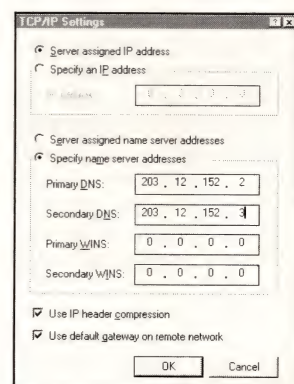 TCP/IP Settings
Server assigned IP address
Specify an IP address
0 . 0 . 0 . 0
Server assigned name server addresses
Specify name server addresses
Primary DNS: 203 . 12 . 152 . 2
Secondary DNS: 203 . 12 . 152 . 3
Primary WINS: 0 . 0 . 0 . 0
Secondary WINS: 0 . 0 . 0 . 0
Use IP header compression
Use default gateway on remote network
OK Cancel